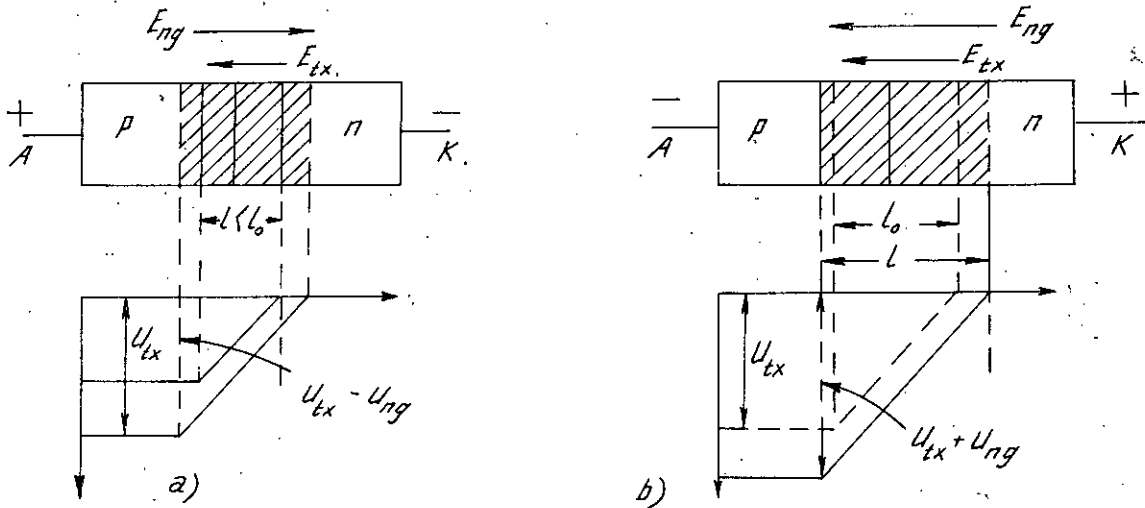 E_ng
E_tx.
+ p n −
A K.
l<l_o
U_tx
U_tx − U_ng
a)
E_ng
E_tx
− p n +
A K
l_o
l
U_tx
U_tx + U_ng
b)